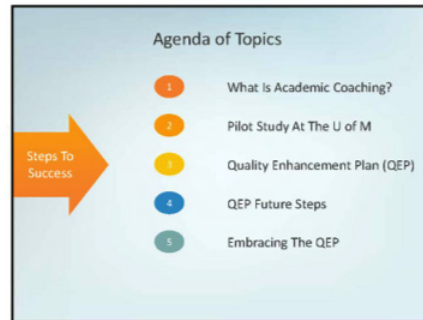 Agenda of Topics
1 What Is Academic Coaching?
2 Pilot Study At The U of M
Steps To
Success
3 Quality Enhancement Plan (QEP)
4 QEP Future Steps
5 Embracing The QEP